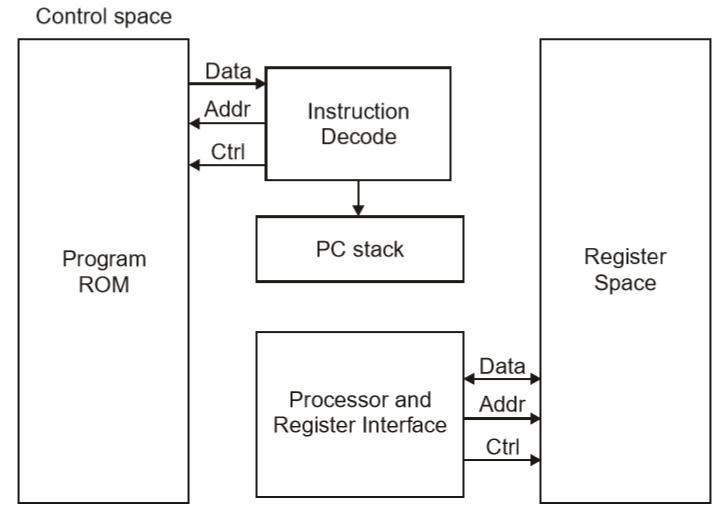 Control space
Data
Addr
Ctrl
Instruction
Decode
PC stack
Program
ROM
Register
Space
Processor and
Register Interface
Data
Addr
Ctrl